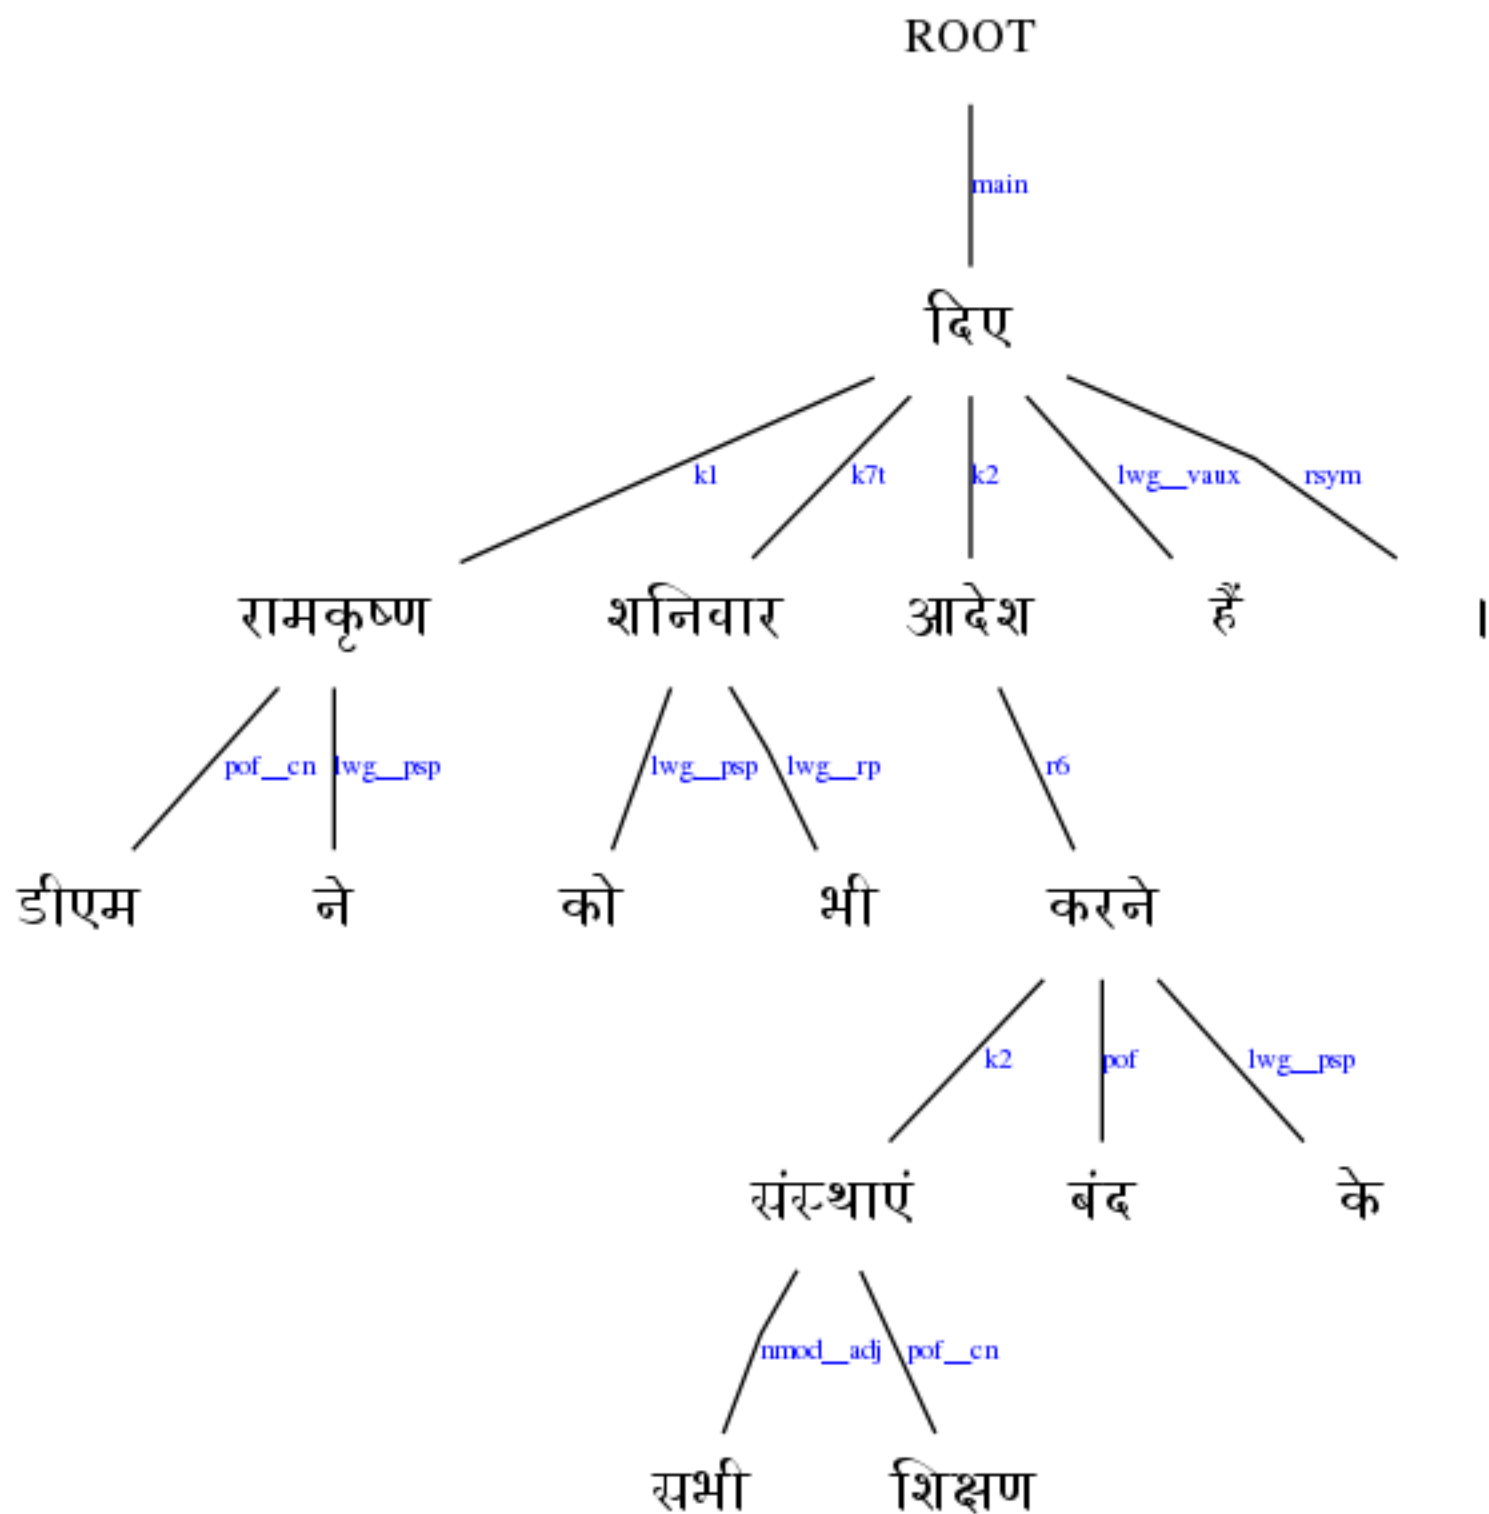 ROOT
main
दिए
k1 k7t k2 lwg__vaux rsym
रामकृष्ण शनिवार आदेश हैं ।
pof__cn lwg__psp lwg__psp lwg__rp r6
डीएम ने को भी करने
k2 pof lwg__psp
संस्थाएं बंद के
nmod__adj pof__cn
सभी शिक्षण